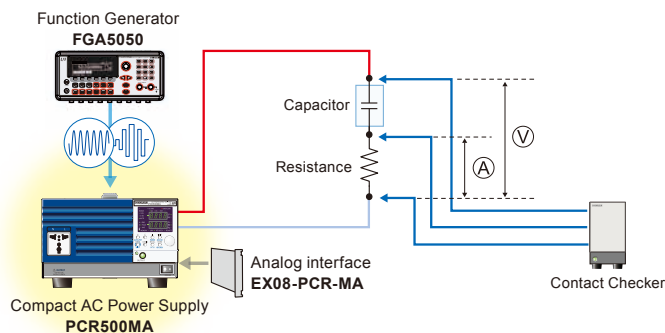 Function Generator
FGA5050
Capacitor
V
Resistance
A
Analog interface
EX08-PCR-MA
Contact Checker
Compact AC Power Supply
PCR500MA